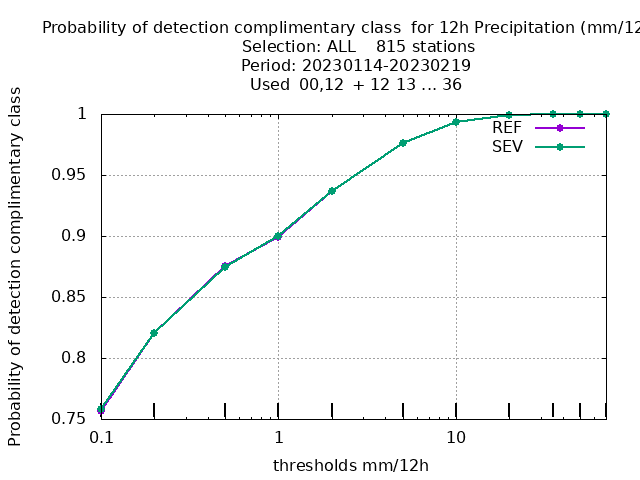 Probability of detection complimentary class for 12h Precipitation (mm/12
Selection: ALL 815 stations
Period: 20230114-20230219
Used 00,12 + 12 13 ... 36
Probability of detection complimentary class
1
0.95
0.9
0.85
0.8
0.75
REF
SEV
0.1 1 10
thresholds mm/12h